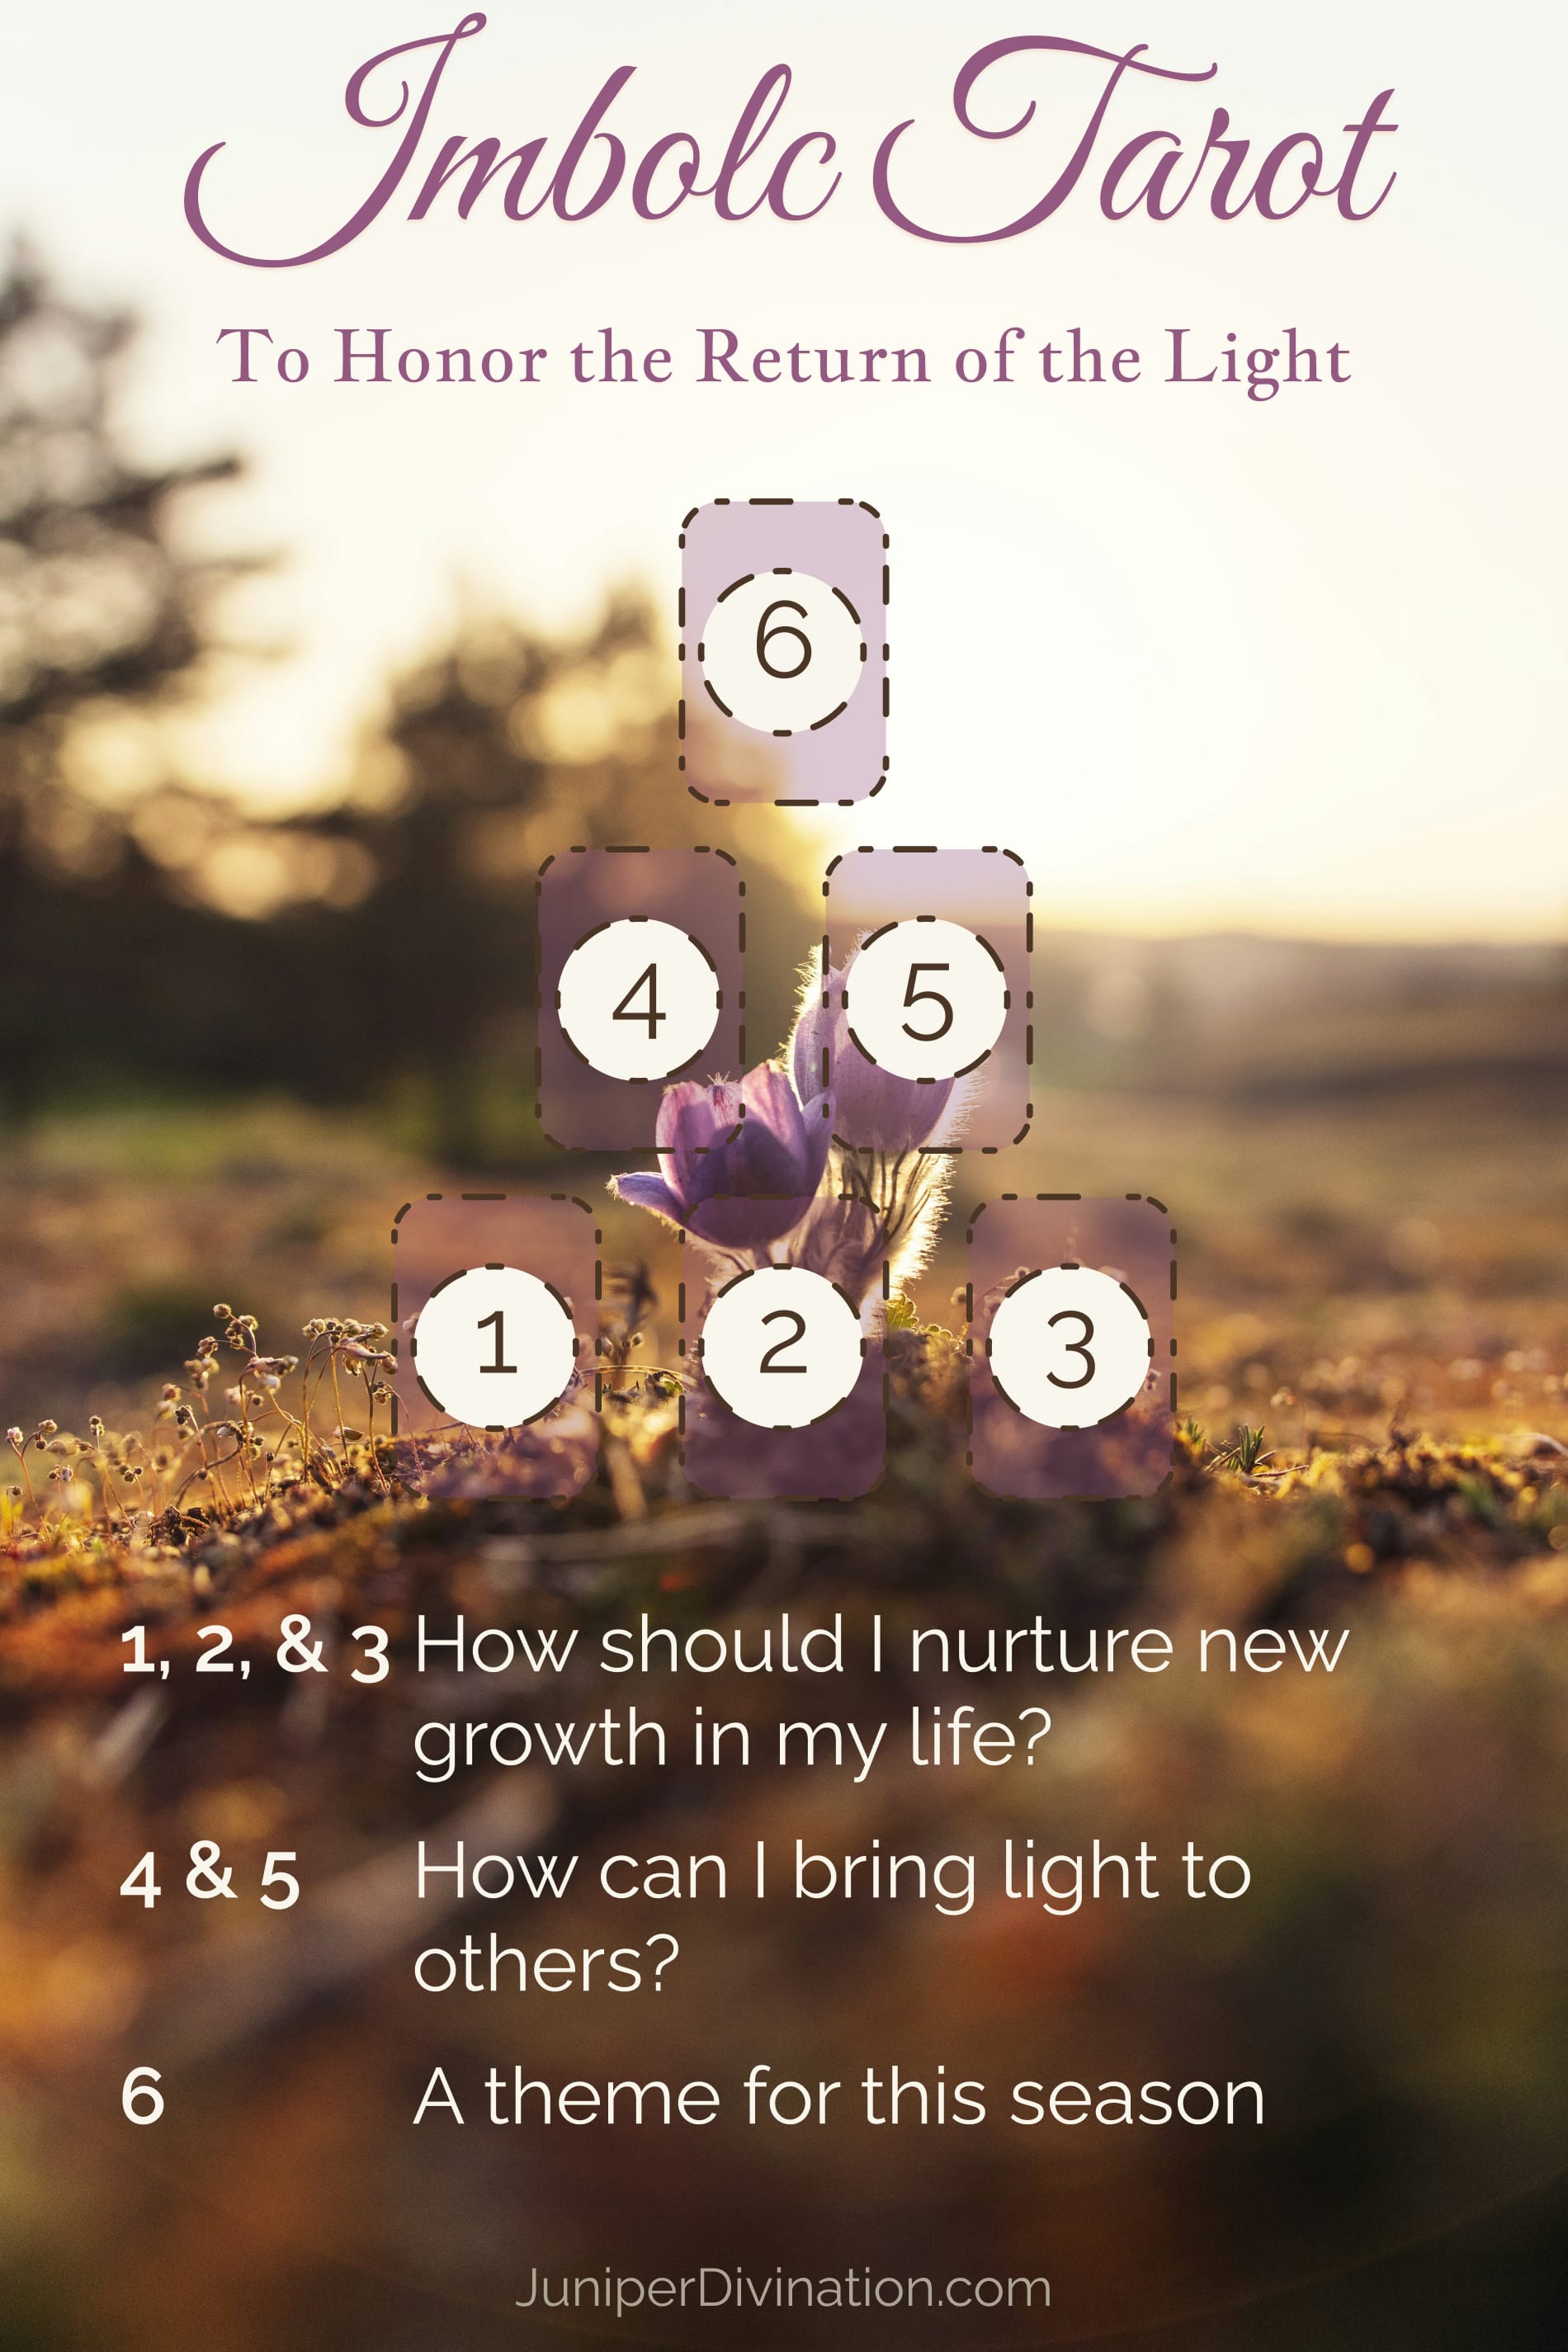 Imbolc Tarot
To Honor the Return of the Light
6
4 5
1 2 3
1, 2, & 3 How should I nurture new
growth in my life?
4 & 5 How can I bring light to
others?
6 A theme for this season
JuniperDivination.com